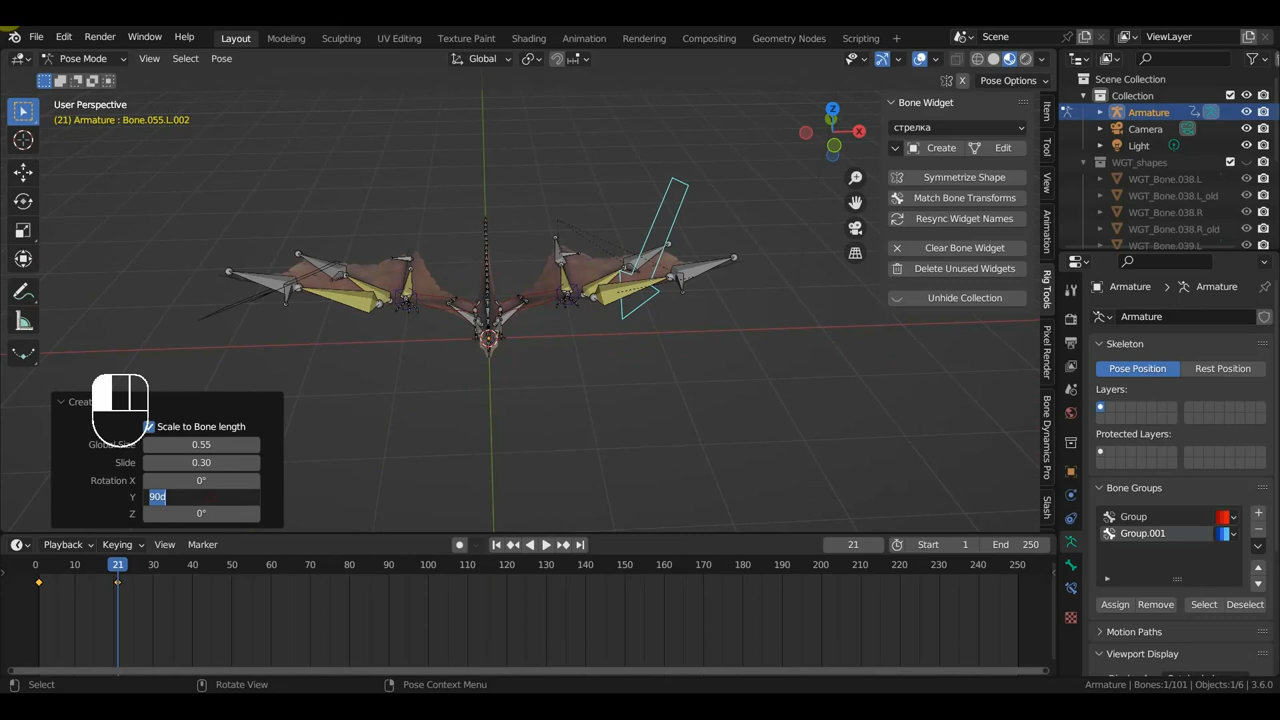 File Edit Render Window Help Layout Modeling Sculpting UV Editing Texture Paint Shading Animation Rendering Compositing Geometry Nodes Scripting + Scene ViewLayer
Pose Mode View Select Pose Global
X Pose Options
User Perspective
(21) Armature : Bone.055.L.002
Z
X
Y
Bone Widget
стрелка
Create Edit
Symmetrize Shape
Match Bone Transforms
Resync Widget Names
Clear Bone Widget
Delete Unused Widgets
Unhide Collection
Item
Tool
View
Animation
Rig Tools
Pixel Render
Bone Dynamics Pro
Slash
Scene Collection
Collection
Armature
Camera
Light
WGT_shapes
WGT_Bone.038.L
WGT_Bone.038.L_old
WGT_Bone.038.R
WGT_Bone.038.R_old
WGT_Bone.039.L
Armature Armature
Armature
Skeleton
Pose Position Rest Position
Layers:
Protected Layers:
Bone Groups
Group
Group.001
Assign Remove Select Deselect
Motion Paths
Viewport Display
Scale to Bone length
Global Size 0.55
Slide 0.30
Rotation X 0°
Y 90d
Z 0°
Playback Keying View Marker 21 Start 1 End 250
0 10 21 30 40 50 60 70 80 90 100 110 120 130 140 150 160 170 180 190 200 210 220 230 240 250
Select Rotate View Pose Context Menu Armature | Bones:1/101 | Objects:1/6 | 3.6.0